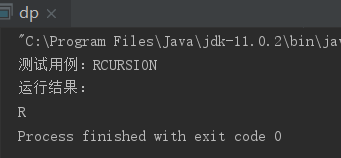 dp ×
"C:\Program Files\Java\jdk-11.0.2\bin\jav
测试用例：RCURSION
运行结果：
R
Process finished with exit code 0